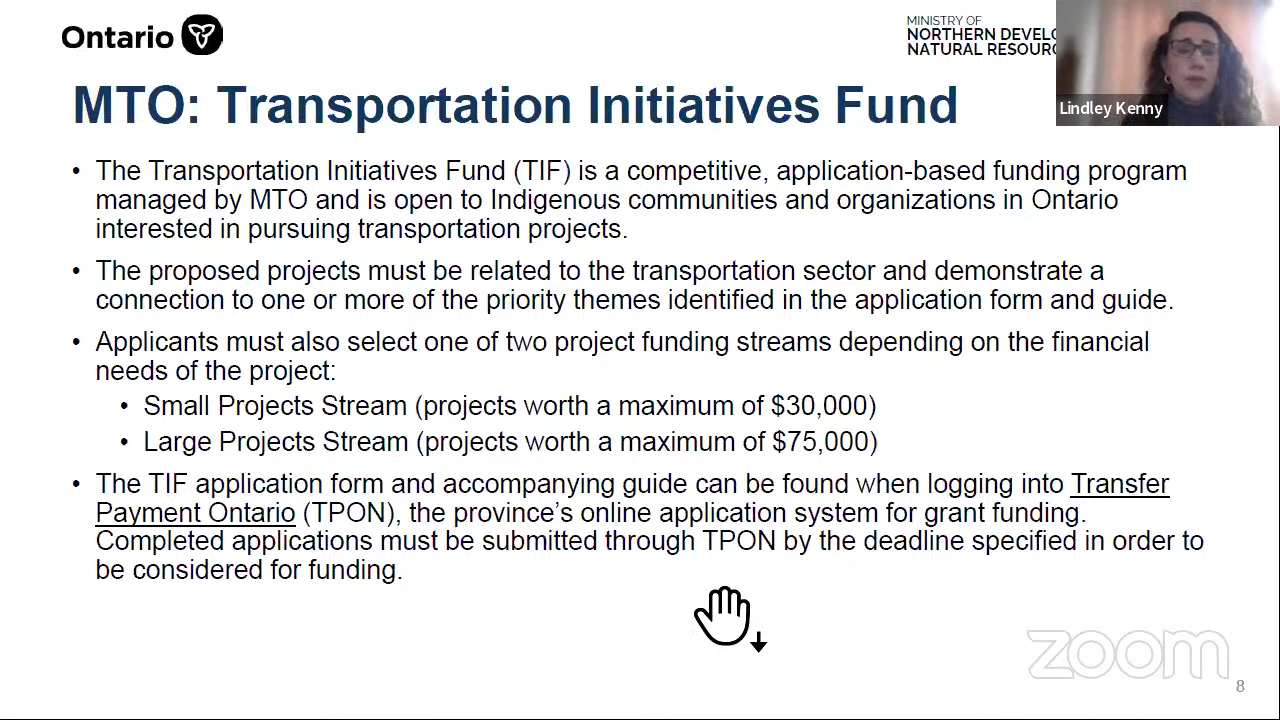 Ontario
MINISTRY OF
NORTHERN DEVELO
NATURAL RESOURC
Lindley Kenny
MTO: Transportation Initiatives Fund
• The Transportation Initiatives Fund (TIF) is a competitive, application-based funding program
managed by MTO and is open to Indigenous communities and organizations in Ontario
interested in pursuing transportation projects.
• The proposed projects must be related to the transportation sector and demonstrate a
connection to one or more of the priority themes identified in the application form and guide.
• Applicants must also select one of two project funding streams depending on the financial
needs of the project:
• Small Projects Stream (projects worth a maximum of $30,000)
• Large Projects Stream (projects worth a maximum of $75,000)
• The TIF application form and accompanying guide can be found when logging into Transfer
Payment Ontario (TPON), the province's online application system for grant funding.
Completed applications must be submitted through TPON by the deadline specified in order to
be considered for funding.
zoom
8